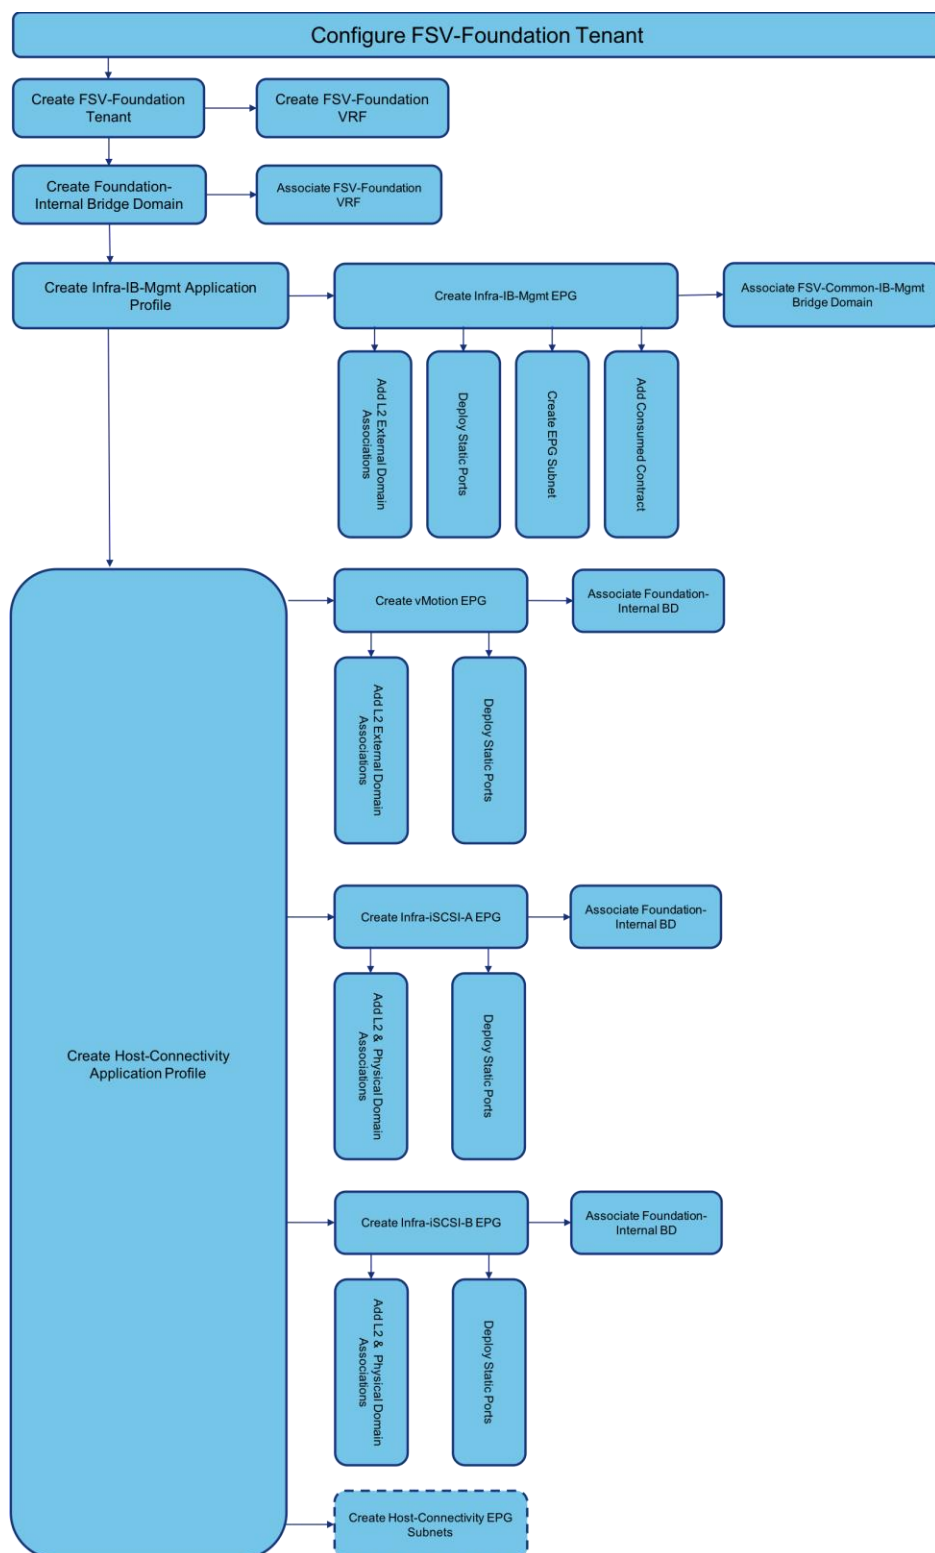 Configure FSV-Foundation Tenant
Create FSV-Foundation
Tenant
Create FSV-Foundation
VRF
Create Foundation-
Internal Bridge Domain
Associate FSV-Foundation
VRF
Create Infra-IB-Mgmt Application
Profile
Create Infra-IB-Mgmt EPG
Associate FSV-Common-IB-Mgmt
Bridge Domain
Add L2 External Domain
Associations
Deploy Static Ports
Create EPG Subnet
Add Consumed Contract
Create Host-Connectivity
Application Profile
Create vMotion EPG
Associate Foundation-
Internal BD
Add L2 External Domain
Associations
Deploy Static Ports
Create Infra-iSCSI-A EPG
Associate Foundation-
Internal BD
Add L2 & Physical Domain
Associations
Deploy Static Ports
Create Infra-iSCSI-B EPG
Associate Foundation-
Internal BD
Add L2 & Physical Domain
Associations
Deploy Static Ports
Create Host-Connectivity EPG
Subnets